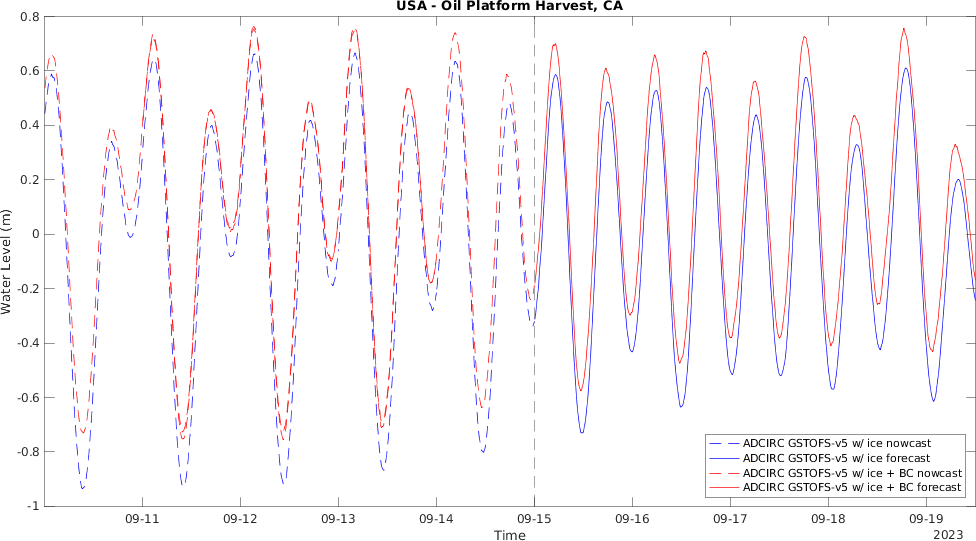 USA - Oil Platform Harvest, CA
0.8
0.6
0.4
0.2
0
-0.2
-0.4
-0.6
-0.8
-1
Water Level (m)
09-11 09-12 09-13 09-14 09-15 09-16 09-17 09-18 09-19
Time
2023
ADCIRC GSTOFS-v5 w/ ice nowcast
ADCIRC GSTOFS-v5 w/ ice forecast
ADCIRC GSTOFS-v5 w/ ice + BC nowcast
ADCIRC GSTOFS-v5 w/ ice + BC forecast